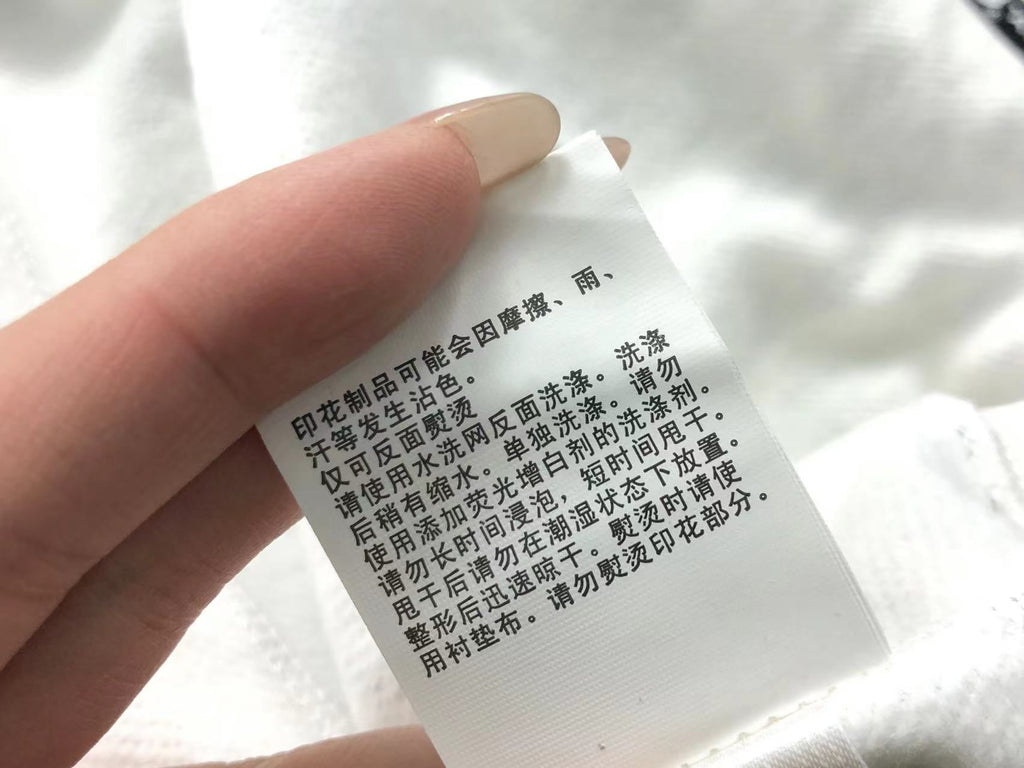 印花制品可能会因摩擦、雨、
汗等发生沾色。
仅可反面熨烫
请使用水洗网反面洗涤。洗涤
后稍有缩水。单独洗涤。请勿
使用添加荧光增白剂的洗涤剂。
请勿长时间浸泡，短时间甩干。
甩干后请勿在潮湿状态下放置。
整形后迅速晾干。熨烫时请使
用衬垫布。请勿熨烫印花部分。